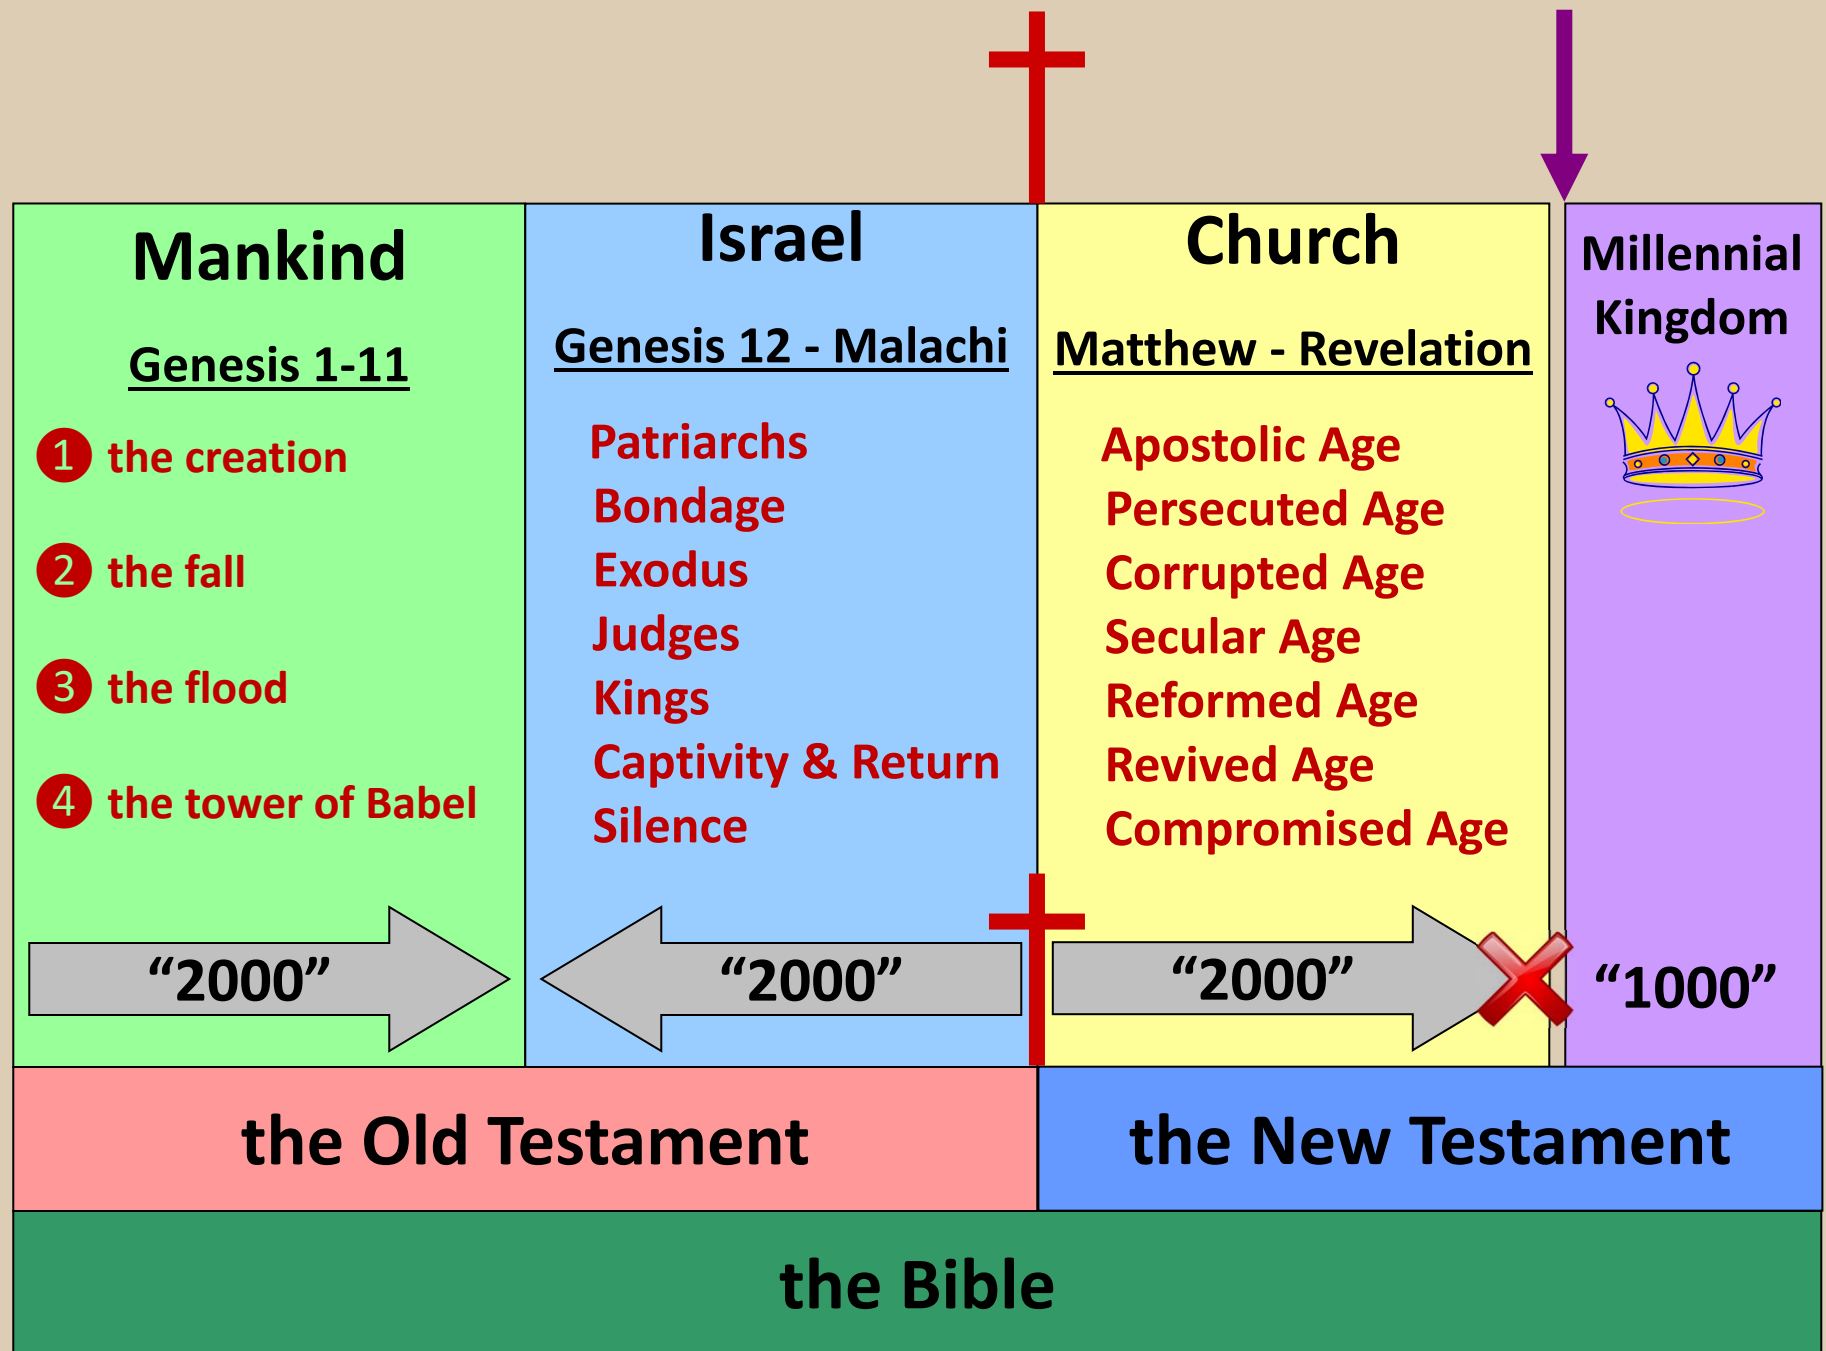 Mankind
Genesis 1-11
1 the creation
2 the fall
3 the flood
4 the tower of Babel
“2000”
Israel
Genesis 12 - Malachi
Patriarchs
Bondage
Exodus
Judges
Kings
Captivity & Return
Silence
“2000”
Church
Matthew - Revelation
Apostolic Age
Persecuted Age
Corrupted Age
Secular Age
Reformed Age
Revived Age
Compromised Age
“2000”
Millennial
Kingdom
“1000”
the Old Testament
the New Testament
the Bible